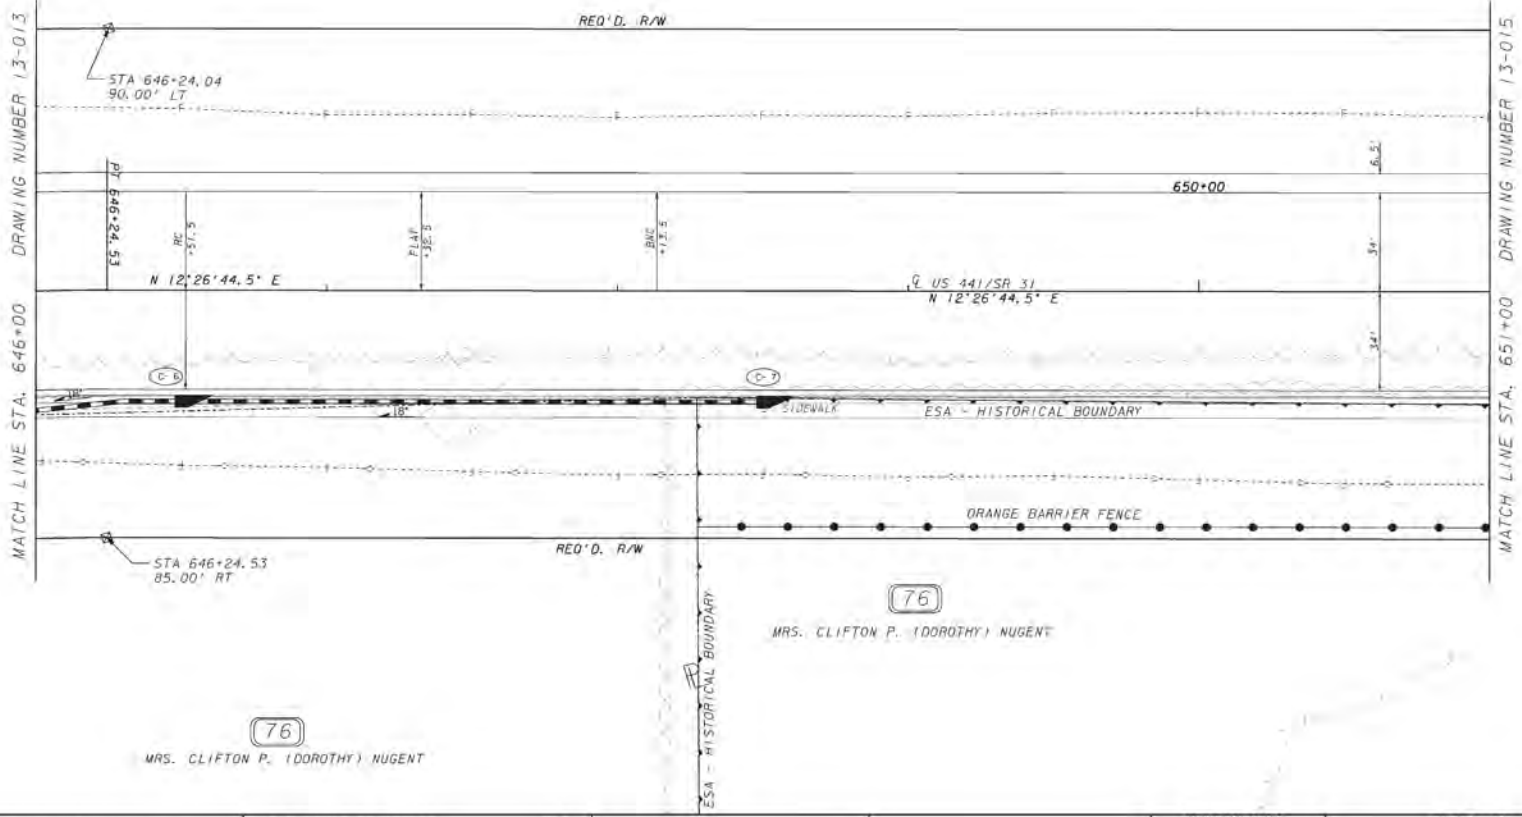 MATCH LINE STA. 646+00 DRAWING NUMBER 13-013
REQ'D. R/W
STA 646+24.04
90.00' LT
PT 646+24.53
RC
+51.5
FLAT
+32.5
BNC
+13.5
6.5'
650+00
34'
N 12°26'44.5" E
℄ US 441/SR 31
N 12°26'44.5" E
34'
C-6
C-7
18"
18"
SIDEWALK
ESA - HISTORICAL BOUNDARY
ORANGE BARRIER FENCE
REQ'D. R/W
STA 646+24.53
85.00' RT
76
MRS. CLIFTON P. (DOROTHY) NUGENT
ESA - HISTORICAL BOUNDARY
76
MRS. CLIFTON P. (DOROTHY) NUGENT
MATCH LINE STA. 651+00 DRAWING NUMBER 13-015